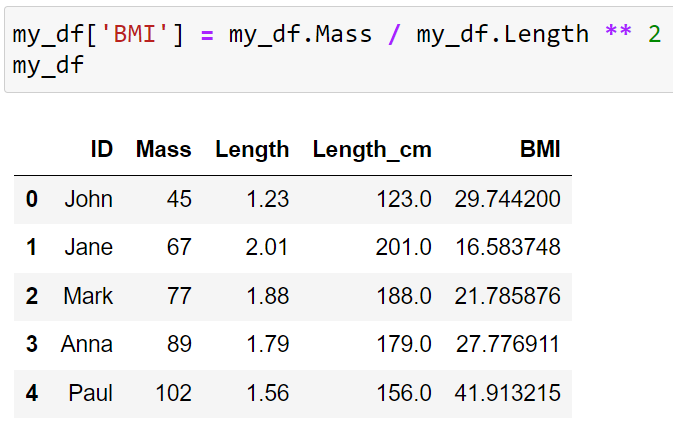 my_df['BMI'] = my_df.Mass / my_df.Length ** 2
my_df
ID Mass Length Length_cm BMI
0 John 45 1.23 123.0 29.744200
1 Jane 67 2.01 201.0 16.583748
2 Mark 77 1.88 188.0 21.785876
3 Anna 89 1.79 179.0 27.776911
4 Paul 102 1.56 156.0 41.913215